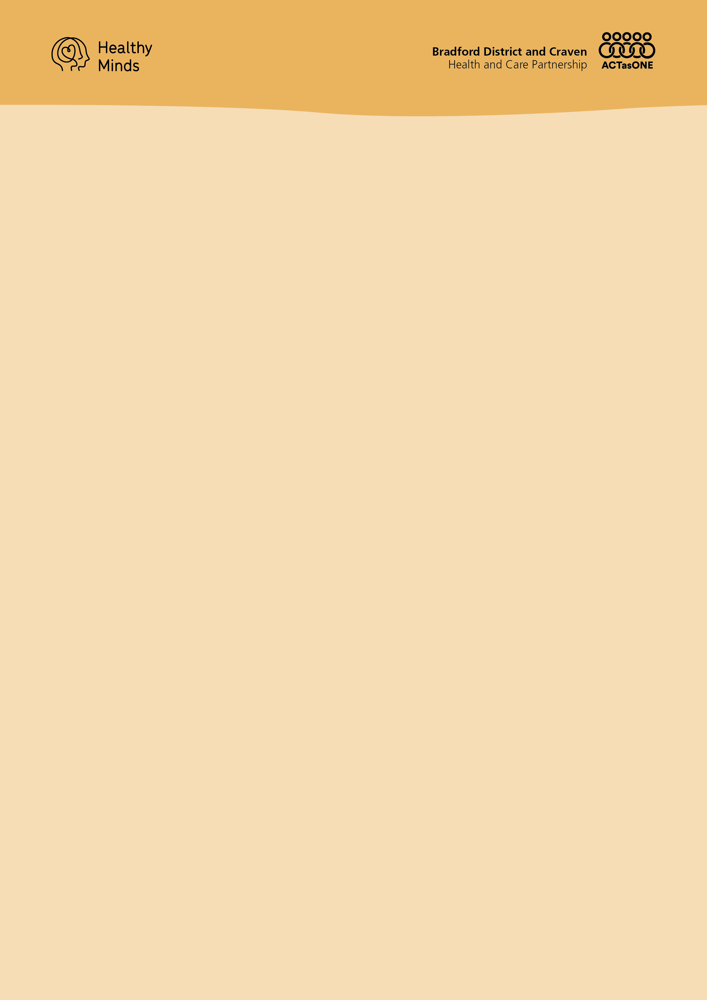 Healthy
Minds
Bradford District and Craven
Health and Care Partnership
ACTasONE